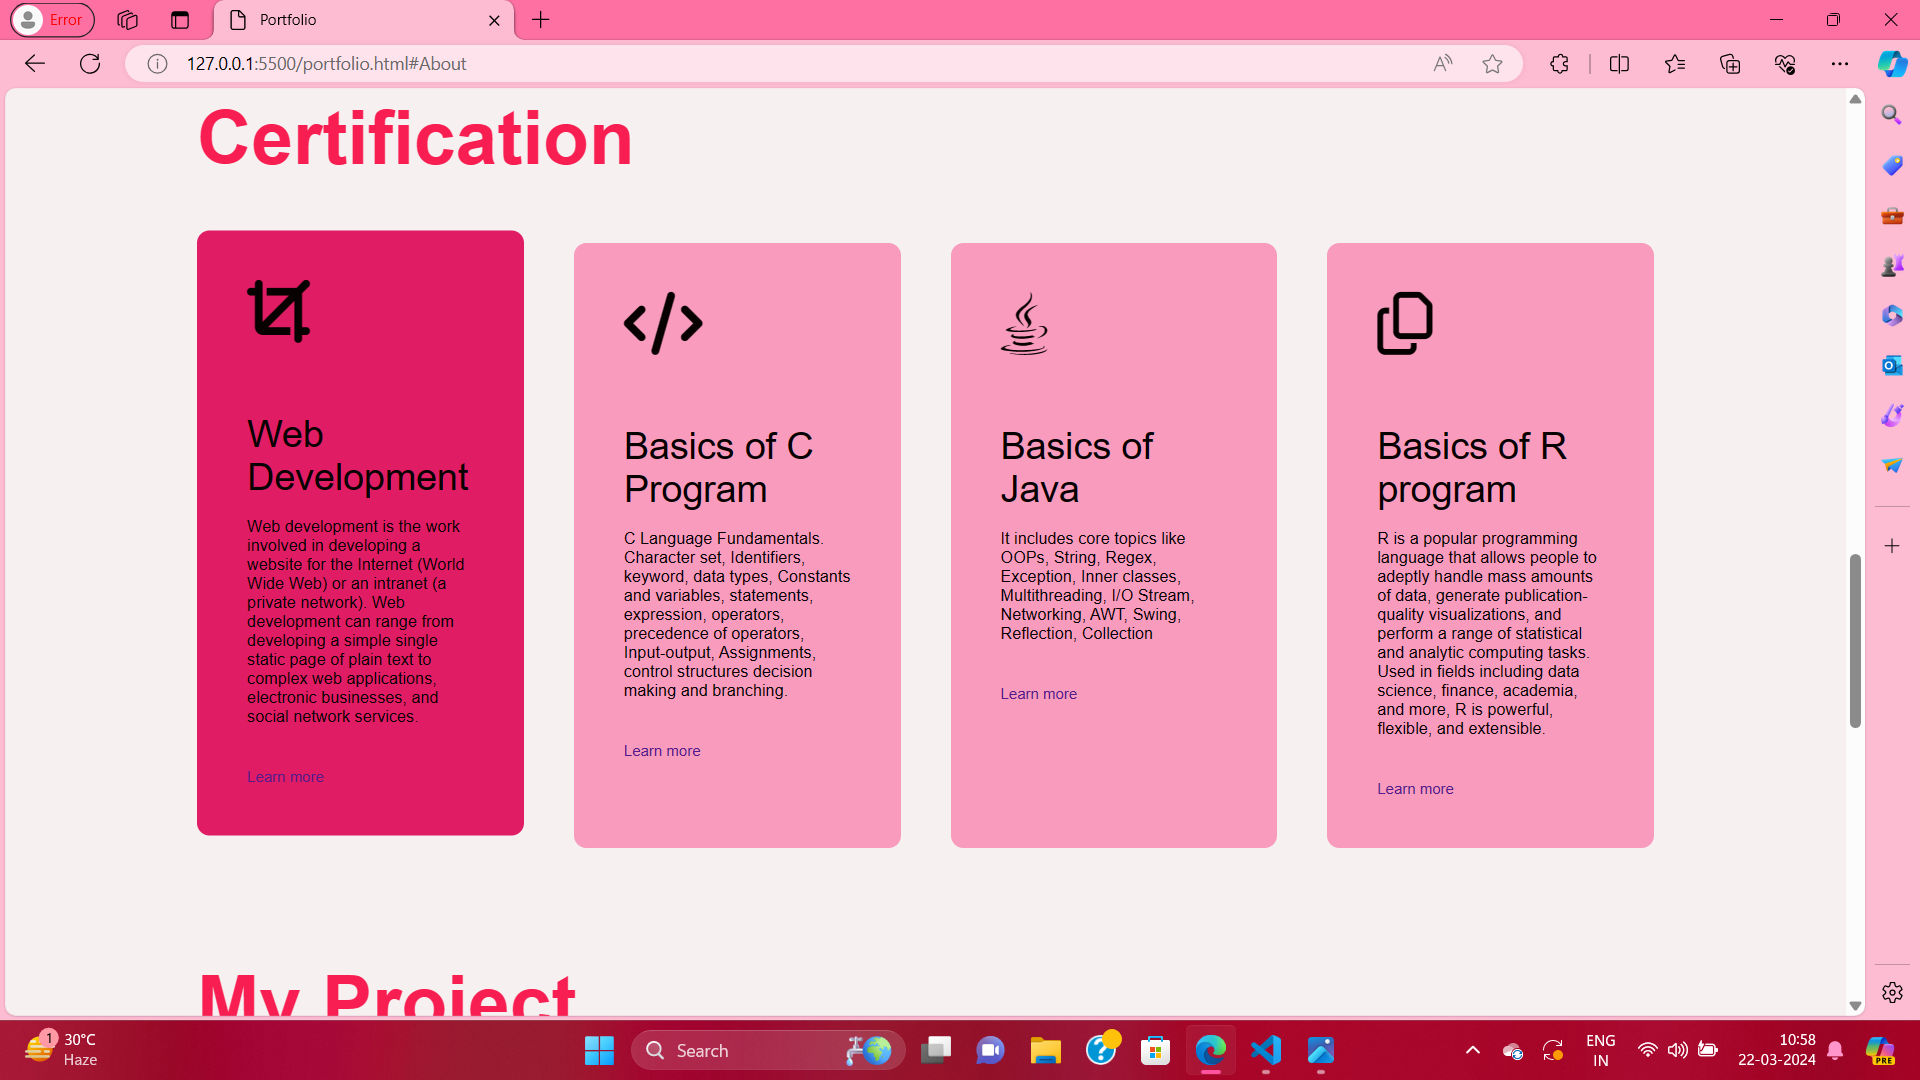 Error
Portfolio
127.0.0.1:5500/portfolio.html#About
Certification
Web
Development
Web development is the work
involved in developing a
website for the Internet (World
Wide Web) or an intranet (a
private network). Web
development can range from
developing a simple single
static page of plain text to
complex web applications,
electronic businesses, and
social network services.
Learn more
Basics of C
Program
C Language Fundamentals.
Character set, Identifiers,
keyword, data types, Constants
and variables, statements,
expression, operators,
precedence of operators,
Input-output, Assignments,
control structures decision
making and branching.
Learn more
Basics of
Java
It includes core topics like
OOPs, String, Regex,
Exception, Inner classes,
Multithreading, I/O Stream,
Networking, AWT, Swing,
Reflection, Collection
Learn more
Basics of R
program
R is a popular programming
language that allows people to
adeptly handle mass amounts
of data, generate publication-
quality visualizations, and
perform a range of statistical
and analytic computing tasks.
Used in fields including data
science, finance, academia,
and more, R is powerful,
flexible, and extensible.
Learn more
My Project
1
30°C
Haze
Search
ENG
IN
10:58
22-03-2024
PRE